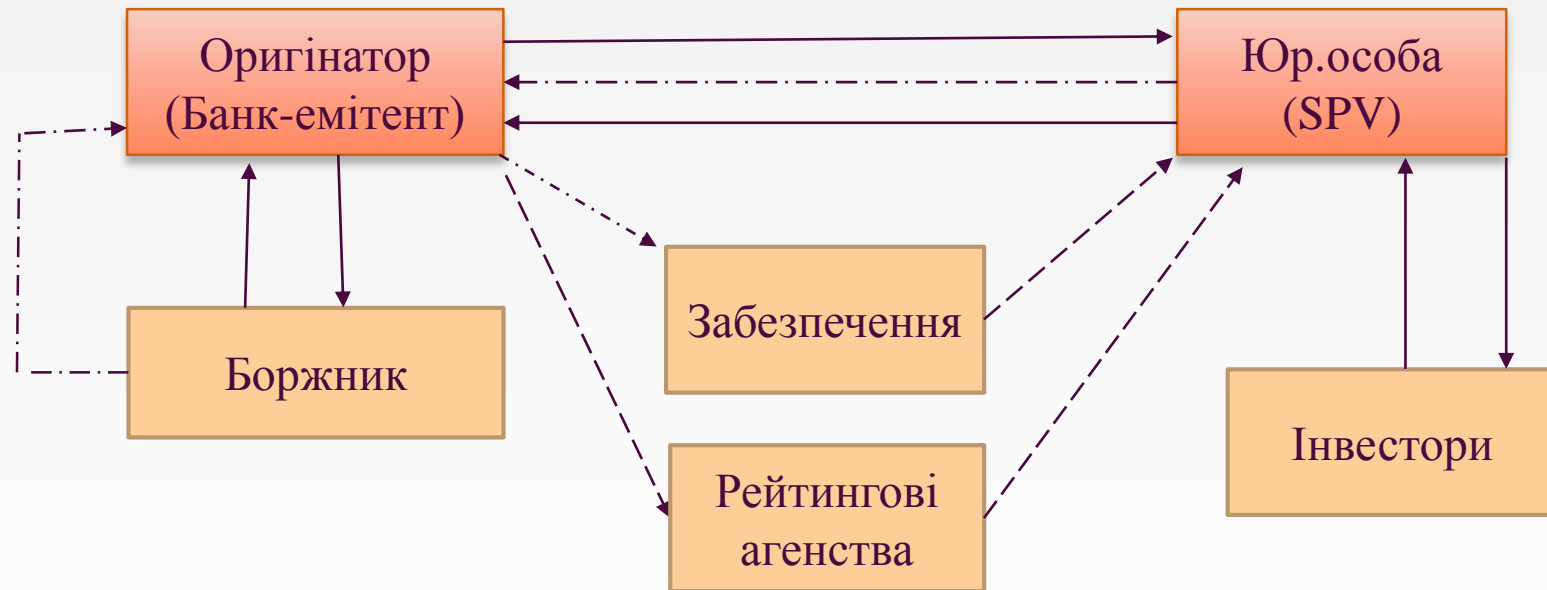 Оригінатор
(Банк-емітент)
Юр.особа
(SPV)
Забезпечення
Боржник
Інвестори
Рейтингові
агенства